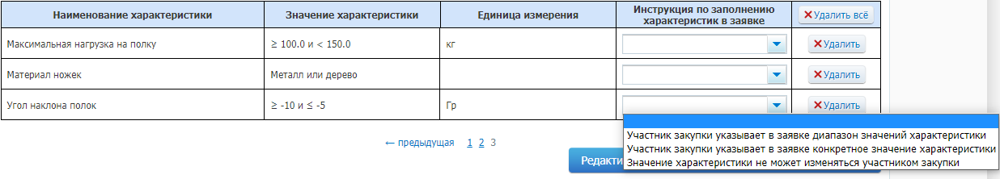 Наименование характеристики
Значение характеристики
Единица измерения
Инструкция по заполнению
характеристик в заявке
Удалить всё
Максимальная нагрузка на полку
≥ 100.0 и < 150.0
кг
Удалить
Материал ножек
Металл или дерево
Удалить
Угол наклона полок
≥ -10 и ≤ -5
Гр
Удалить
← предыдущая 1 2 3
Участник закупки указывает в заявке диапазон значений характеристики
Участник закупки указывает в заявке конкретное значение характеристики
Значение характеристики не может изменяться участником закупки
Редакти